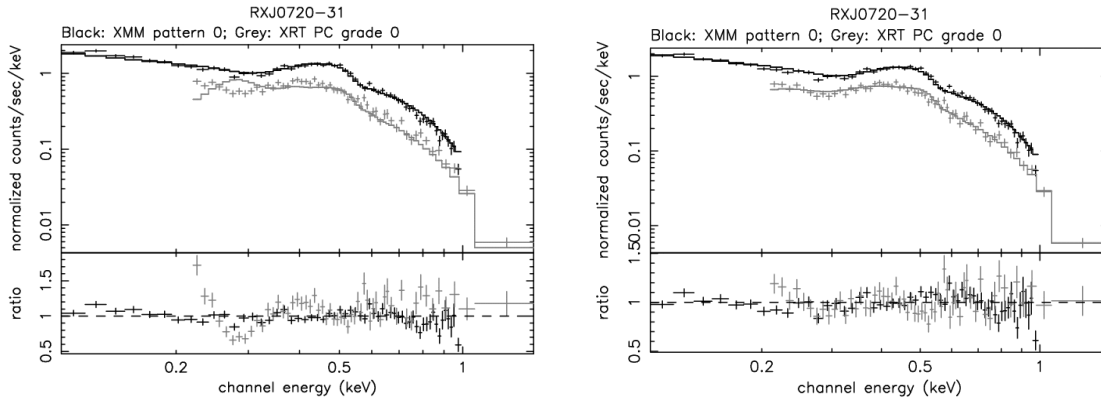 RXJ0720−31
Black: XMM pattern 0; Grey: XRT PC grade 0
normalized counts/sec/keV
1
0.1
0.01
ratio
1.5
1
0.5
0.2
0.5
1
channel energy (keV)
RXJ0720−31
Black: XMM pattern 0; Grey: XRT PC grade 0
normalized counts/sec/keV
1
0.1
0.01
ratio
1.5
1
0.5
0.2
0.5
1
channel energy (keV)